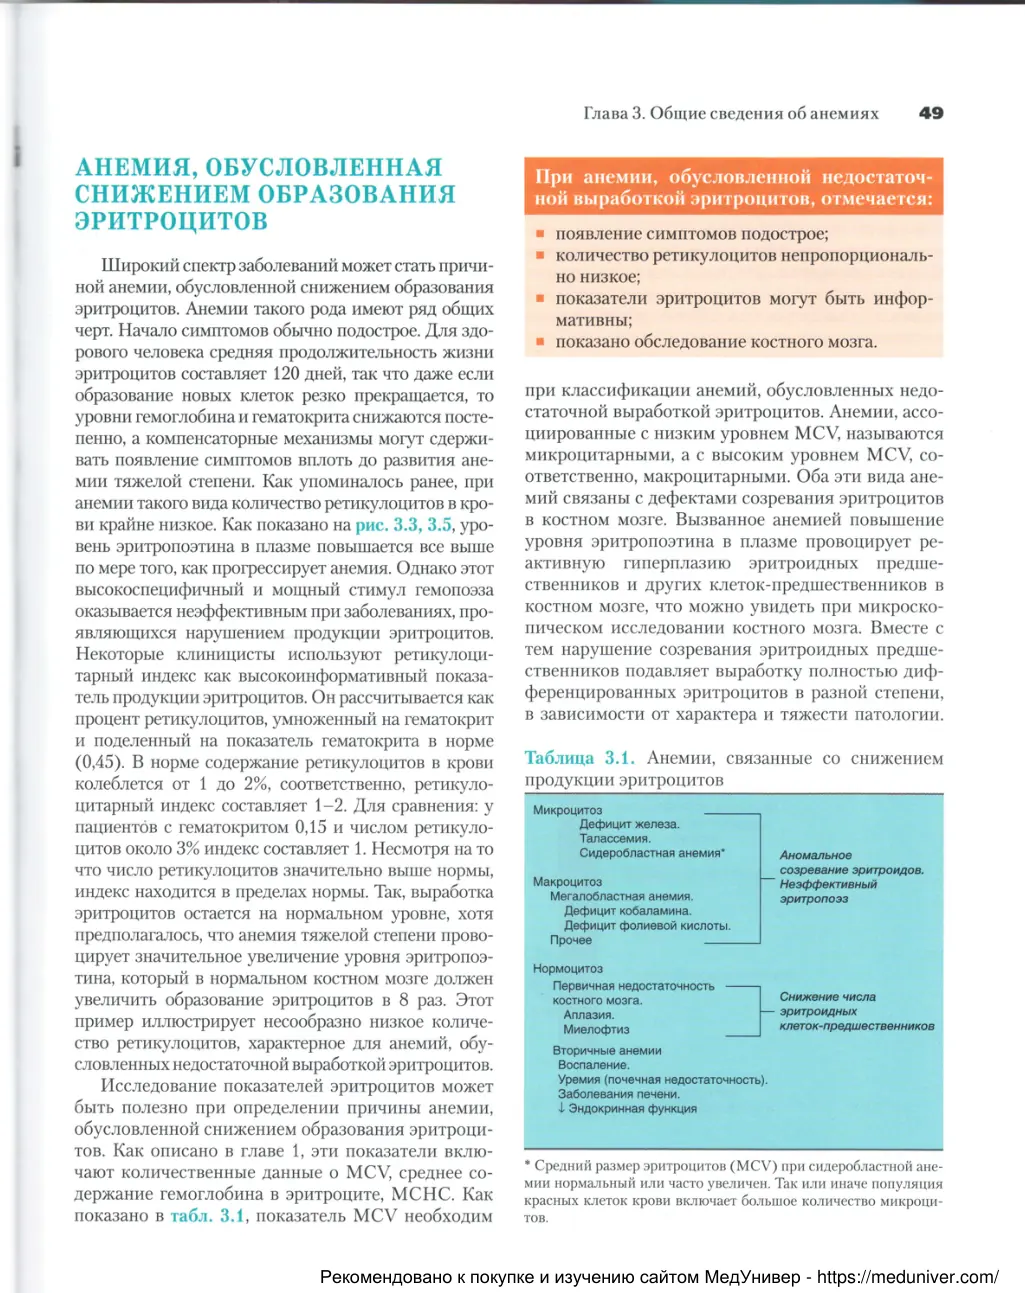 Глава 3. Общие сведения об анемиях 49
АНЕМИЯ, ОБУСЛОВЛЕННАЯ
СНИЖЕНИЕМ ОБРАЗОВАНИЯ
ЭРИТРОЦИТОВ
Широкий спектр заболеваний может стать причи-
ной анемии, обусловленной снижением образования
эритроцитов. Анемии такого рода имеют ряд общих
черт. Начало симптомов обычно подострое. Для здо-
рового человека средняя продолжительность жизни
эритроцитов составляет 120 дней, так что даже если
образование новых клеток резко прекращается, то
уровни гемоглобина и гематокрита снижаются посте-
пенно, а компенсаторные механизмы могут сдержи-
вать появление симптомов вплоть до развития ане-
мии тяжелой степени. Как упоминалось ранее, при
анемии такого вида количество ретикулоцитов в кро-
ви крайне низкое. Как показано на рис. 3.3, 3.5, уро-
вень эритропоэтина в плазме повышается все выше
по мере того, как прогрессирует анемия. Однако этот
высокоспецифичный и мощный стимул гемопоэза
оказывается неэффективным при заболеваниях, про-
являющихся нарушением продукции эритроцитов.
Некоторые клиницисты используют ретикулоци-
тарный индекс как высокоинформативный показа-
тель продукции эритроцитов. Он рассчитывается как
процент ретикулоцитов, умноженный на гематокрит
и поделенный на показатель гематокрита в норме
(0,45). В норме содержание ретикулоцитов в крови
колеблется от 1 до 2%, соответственно, ретикуло-
цитарный индекс составляет 1–2. Для сравнения: у
пациентов с гематокритом 0,15 и числом ретикуло-
цитов около 3% индекс составляет 1. Несмотря на то
что число ретикулоцитов значительно выше нормы,
индекс находится в пределах нормы. Так, выработка
эритроцитов остается на нормальном уровне, хотя
предполагалось, что анемия тяжелой степени прово-
цирует значительное увеличение уровня эритропоэ-
тина, который в нормальном костном мозге должен
увеличить образование эритроцитов в 8 раз. Этот
пример иллюстрирует несообразно низкое количе-
ство ретикулоцитов, характерное для анемий, обу-
словленных недостаточной выработкой эритроцитов.
Исследование показателей эритроцитов может
быть полезно при определении причины анемии,
обусловленной снижением образования эритроци-
тов. Как описано в главе 1, эти показатели вклю-
чают количественные данные о MCV, среднее со-
держание гемоглобина в эритроците, МСНС. Как
показано в табл. 3.1, показатель MCV необходим
При анемии, обусловленной недостаточ-
ной выработкой эритроцитов, отмечается:
■ появление симптомов подострое;
■ количество ретикулоцитов непропорциональ-
но низкое;
■ показатели эритроцитов могут быть инфор-
мативны;
■ показано обследование костного мозга.
при классификации анемий, обусловленных недо-
статочной выработкой эритроцитов. Анемии, ассо-
циированные с низким уровнем MCV, называются
микроцитарными, а с высоким уровнем MCV, со-
ответственно, макроцитарными. Оба эти вида ане-
мий связаны с дефектами созревания эритроцитов
в костном мозге. Вызванное анемией повышение
уровня эритропоэтина в плазме провоцирует ре-
активную гиперплазию эритроидных предше-
ственников и других клеток-предшественников в
костном мозге, что можно увидеть при микроско-
пическом исследовании костного мозга. Вместе с
тем нарушение созревания эритроидных предше-
ственников подавляет выработку полностью диф-
ференцированных эритроцитов в разной степени,
в зависимости от характера и тяжести патологии.
Таблица 3.1. Анемии, связанные со снижением
продукции эритроцитов
Микроцитоз
Дефицит железа.
Талассемия.
Сидеробластная анемия*
Макроцитоз
Мегалобластная анемия.
Дефицит кобаламина.
Дефицит фолиевой кислоты.
Прочее
Аномальное
созревание эритроидов.
Неэффективный
эритропоэз
Нормоцитоз
Первичная недостаточность
костного мозга.
Аплазия.
Миелофтиз
Снижение числа
эритроидных
клеток-предшественников
Вторичные анемии
Воспаление.
Уремия (почечная недостаточность).
Заболевания печени.
↓ Эндокринная функция
* Средний размер эритроцитов (MCV) при сидеробластной ане-
мии нормальный или часто увеличен. Так или иначе популяция
красных клеток крови включает большое количество микроци-
тов.
Рекомендовано к покупке и изучению сайтом МедУнивер - https://meduniver.com/